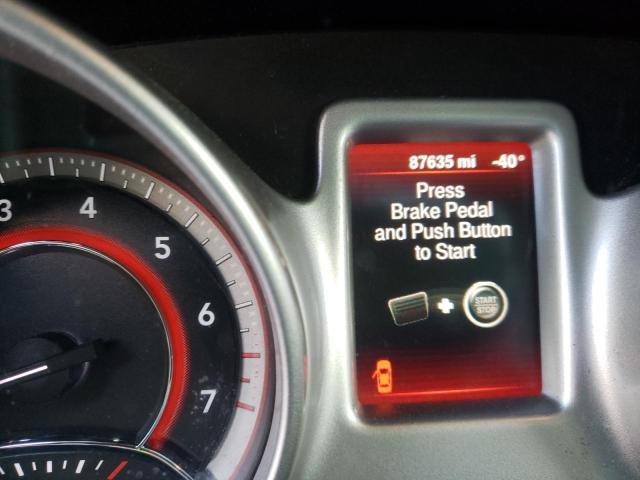 3
4
5
6
7
87635 mi -40°
Press
Brake Pedal
and Push Button
to Start
START
STOP